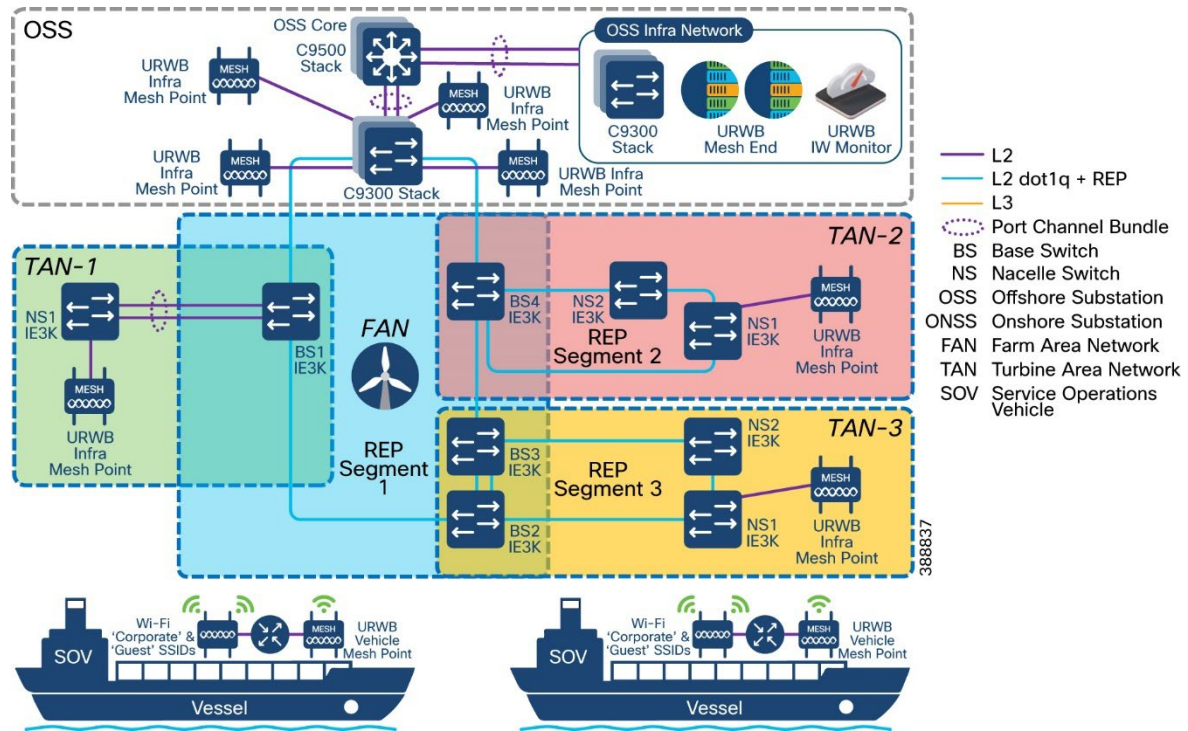 OSS
OSS Core
C9500
Stack
URWB
Infra
Mesh Point
MESH
MESH
URWB
Infra
Mesh Point
OSS Infra Network
C9300
Stack
URWB
Mesh End
URWB
IW Monitor
URWB
Infra
Mesh Point
MESH
C9300 Stack
MESH
URWB Infra
Mesh Point
L2
L2 dot1q + REP
L3
Port Channel Bundle
BS Base Switch
NS Nacelle Switch
OSS Offshore Substation
ONSS Onshore Substation
FAN Farm Area Network
TAN Turbine Area Network
SOV Service Operations
Vehicle
TAN-1
NS1
IE3K
BS1
IE3K
MESH
URWB
Infra
Mesh Point
FAN
REP
Segment
1
TAN-2
BS4
IE3K
NS2
IE3K
REP
Segment 2
NS1
IE3K
MESH
URWB
Infra
Mesh Point
TAN-3
BS3
IE3K
NS2
IE3K
REP
Segment 3
BS2
IE3K
NS1
IE3K
MESH
URWB
Infra
Mesh Point
388837
Wi-Fi
'Corporate' &
'Guest' SSIDs
MESH
URWB
Vehicle
Mesh Point
SOV
Vessel
Wi-Fi
'Corporate' &
'Guest' SSIDs
MESH
URWB
Vehicle
Mesh Point
SOV
Vessel